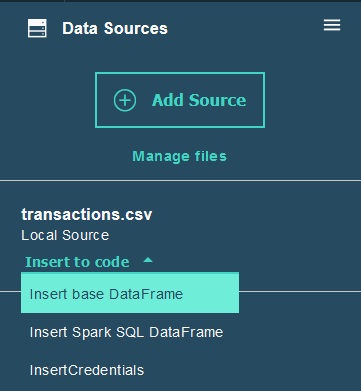 Data Sources
Add Source
Manage files
transactions.csv
Local Source
Insert to code
Insert base DataFrame
Insert Spark SQL DataFrame
InsertCredentials